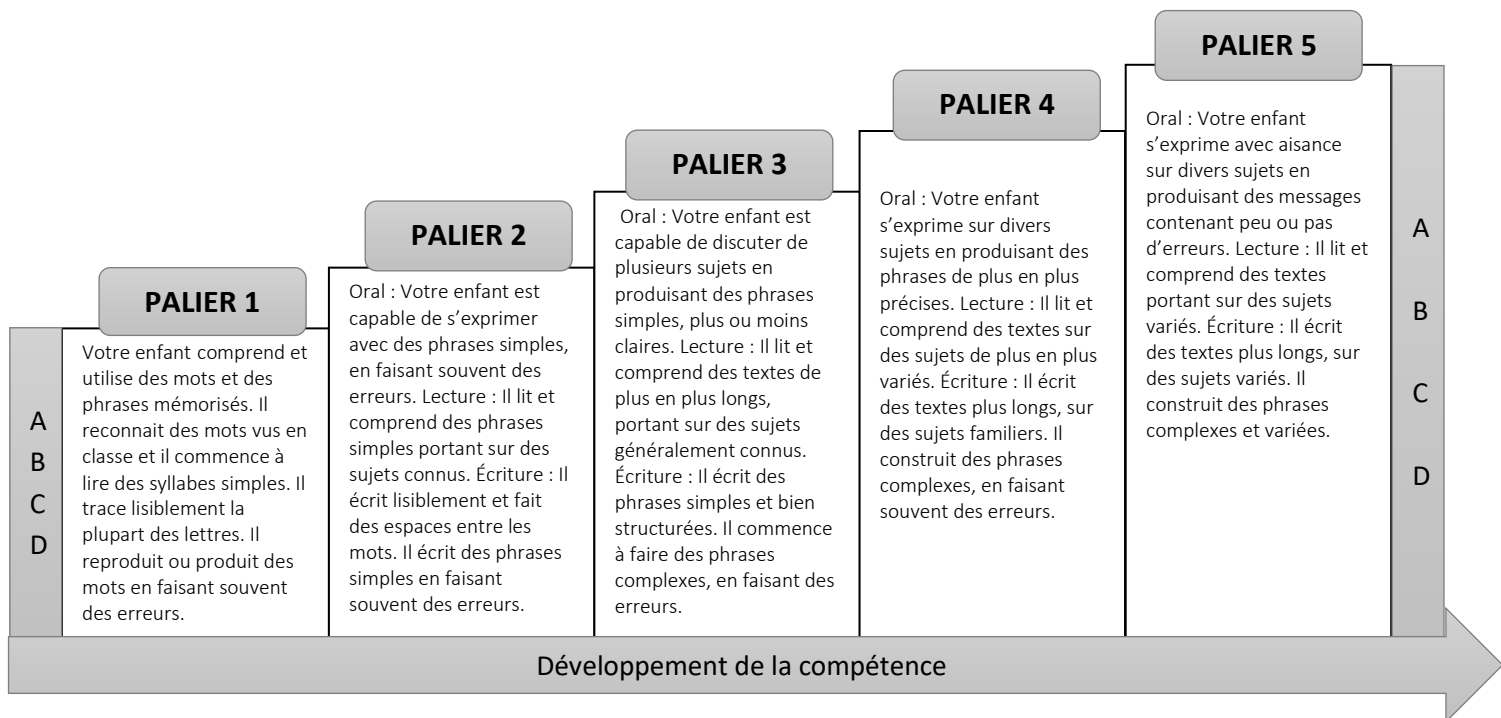 PALIER 1
Votre enfant comprend et
utilise des mots et des
phrases mémorisés. Il
reconnait des mots vus en
classe et il commence à
lire des syllabes simples. Il
trace lisiblement la
plupart des lettres. Il
reproduit ou produit des
mots en faisant souvent
des erreurs.
A
B
C
D
PALIER 2
Oral : Votre enfant est
capable de s’exprimer
avec des phrases simples,
en faisant souvent des
erreurs. Lecture : Il lit et
comprend des phrases
simples portant sur des
sujets connus. Écriture : Il
écrit lisiblement et fait
des espaces entre les
mots. Il écrit des phrases
simples en faisant
souvent des erreurs.
PALIER 3
Oral : Votre enfant est
capable de discuter de
plusieurs sujets en
produisant des phrases
simples, plus ou moins
claires. Lecture : Il lit et
comprend des textes de
plus en plus longs,
portant sur des sujets
généralement connus.
Écriture : Il écrit des
phrases simples et bien
structurées. Il commence
à faire des phrases
complexes, en faisant des
erreurs.
PALIER 4
Oral : Votre enfant
s’exprime sur divers
sujets en produisant des
phrases de plus en plus
précises. Lecture : Il lit et
comprend des textes sur
des sujets de plus en plus
variés. Écriture : Il écrit
des textes plus longs, sur
des sujets familiers. Il
construit des phrases
complexes, en faisant
souvent des erreurs.
PALIER 5
Oral : Votre enfant
s’exprime avec aisance
sur divers sujets en
produisant des messages
contenant peu ou pas
d’erreurs. Lecture : Il lit et
comprend des textes
portant sur des sujets
variés. Écriture : Il écrit
des textes plus longs, sur
des sujets variés. Il
construit des phrases
complexes et variées.
A
B
C
D
Développement de la compétence